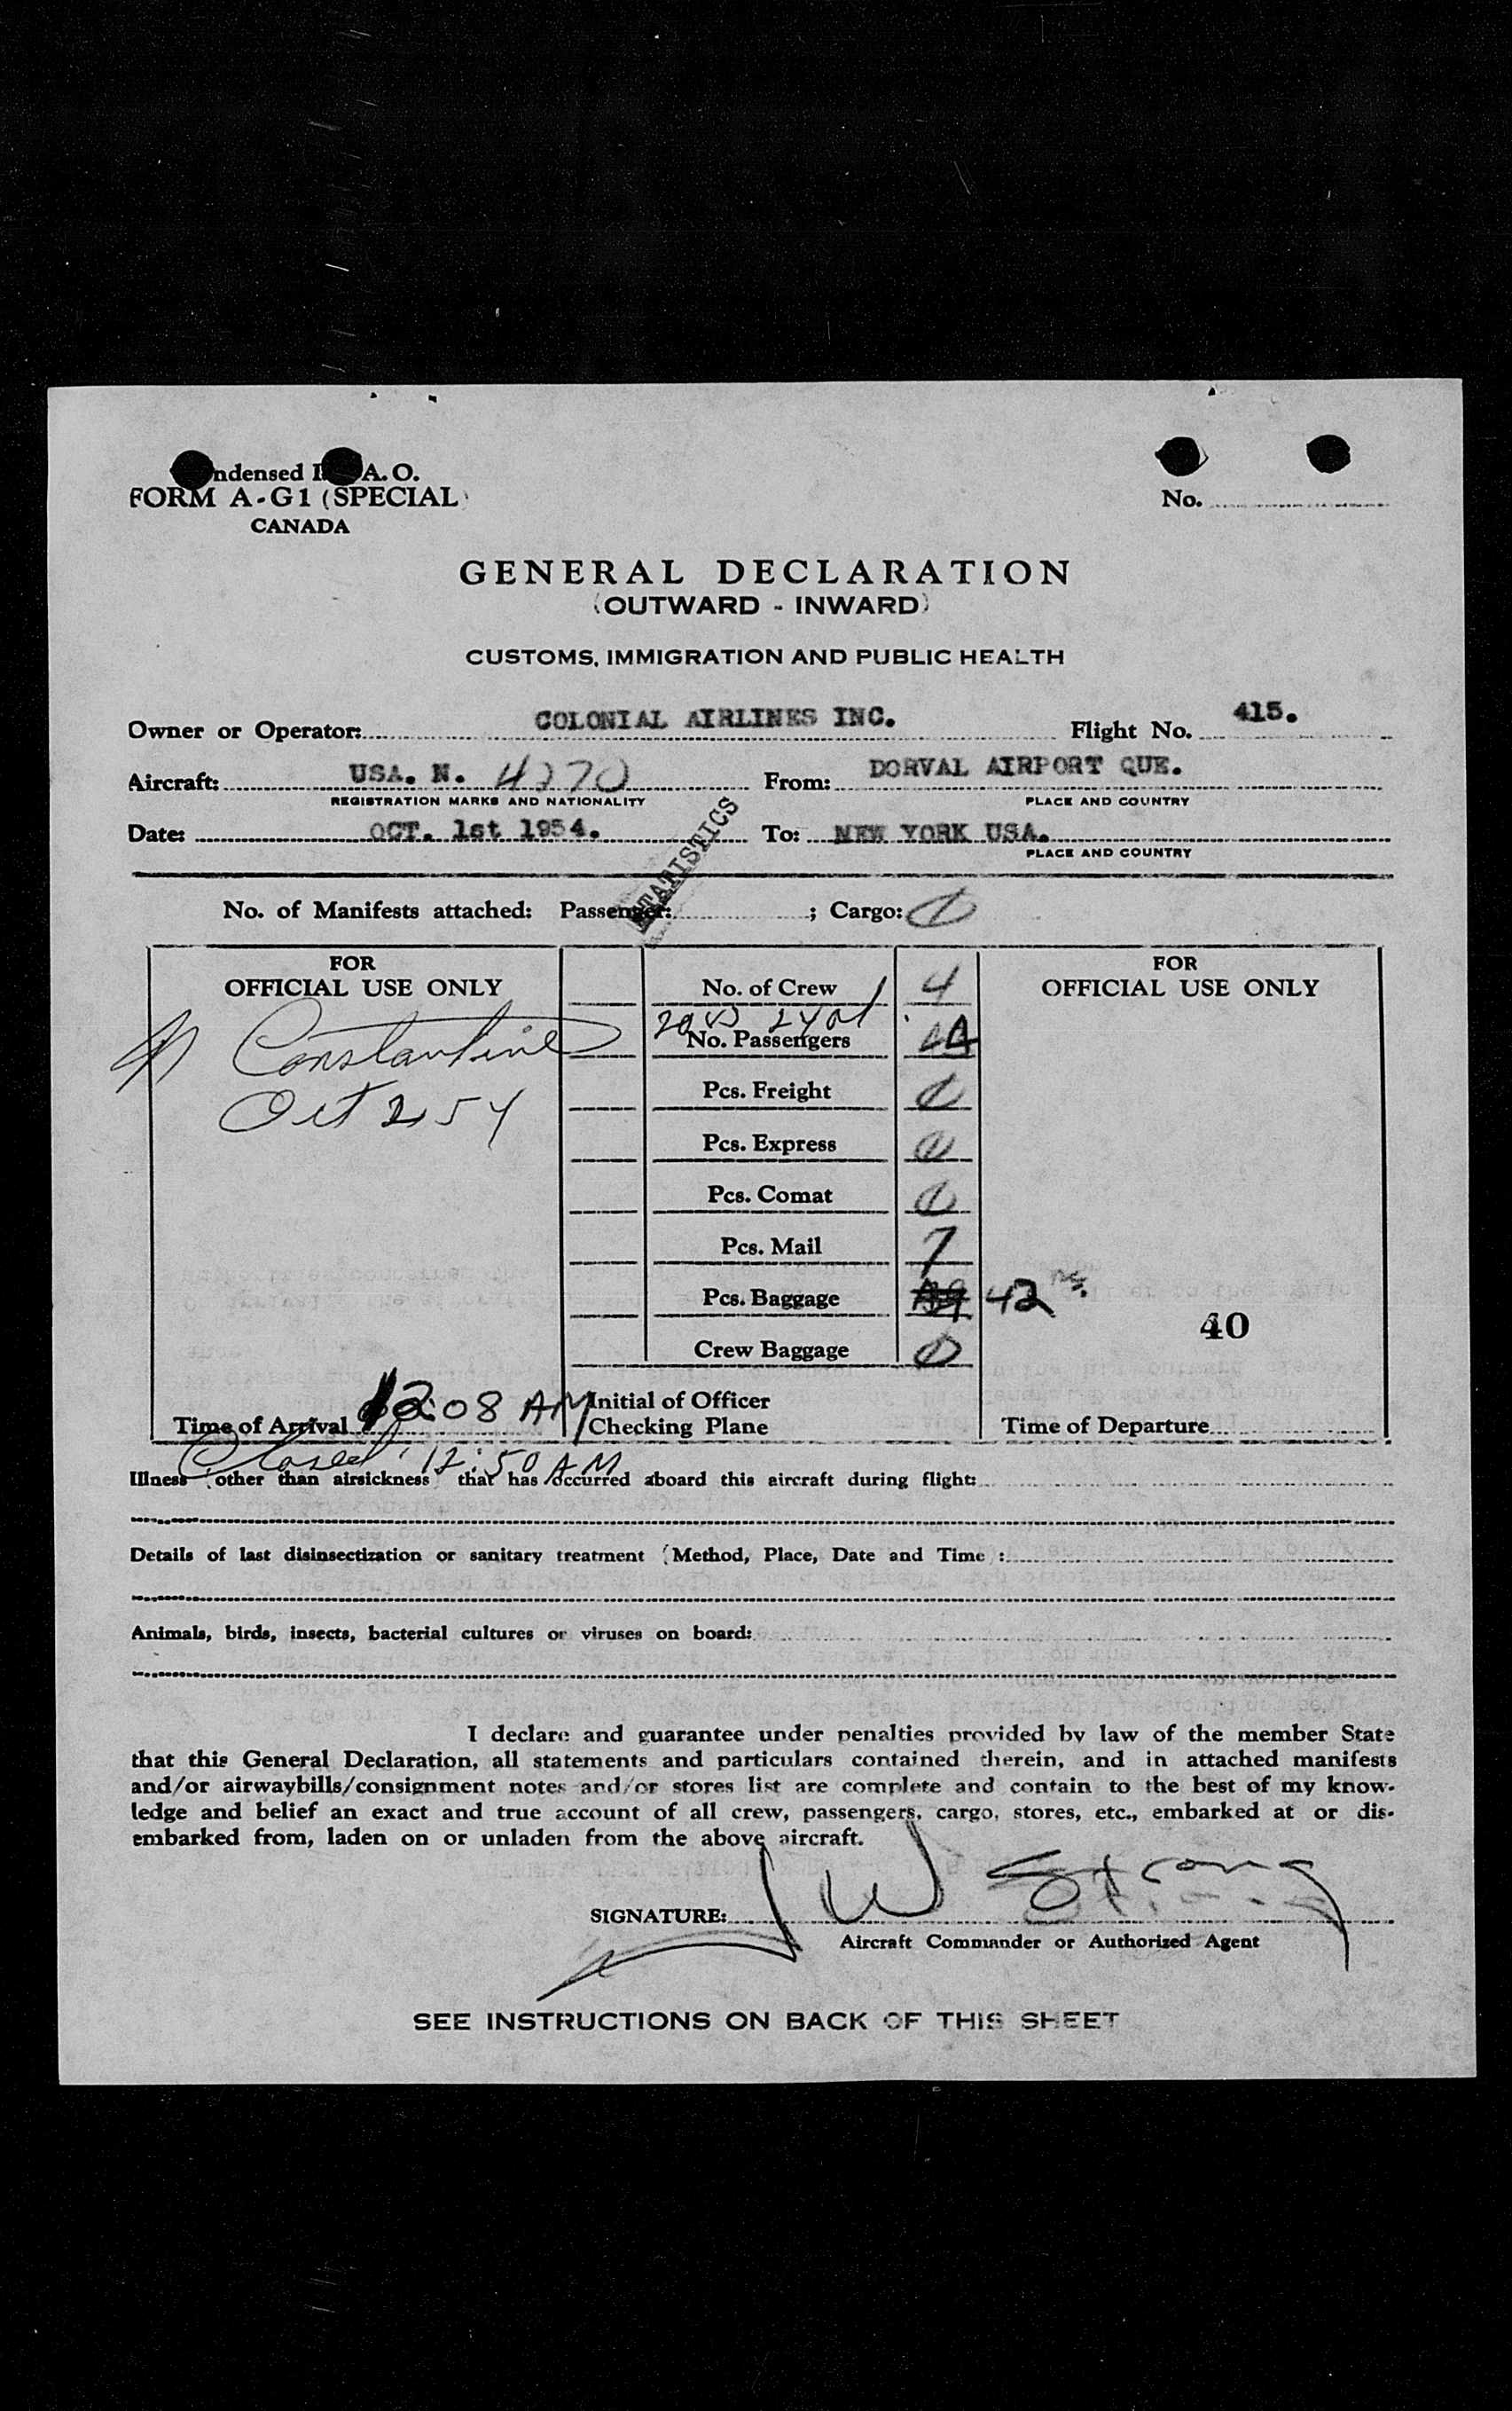 ndensed I A.O.
FORM A-G1 (SPECIAL)
CANADA
No.
GENERAL DECLARATION
(OUTWARD - INWARD)
CUSTOMS, IMMIGRATION AND PUBLIC HEALTH
Owner or Operator: COLONIAL AIRLINES INC. Flight No. 415.
Aircraft: USA. N. 4270 From: DORVAL AIRPORT QUE.
REGISTRATION MARKS AND NATIONALITY PLACE AND COUNTRY
Date: OCT. 1st 1954. To: NEW YORK USA.
PLACE AND COUNTRY
STATISTICS
No. of Manifests attached: Passenger: ; Cargo: 0
FOR OFFICIAL USE ONLY
Constantine
Oct 2 54
No. of Crew 4
No. Passengers
Pcs. Freight 0
Pcs. Express 0
Pcs. Comat 0
Pcs. Mail 7
Pcs. Baggage 42
Crew Baggage 0
FOR OFFICIAL USE ONLY
40
Time of Arrival 12:08 AM
Initial of Officer
Checking Plane
Time of Departure
Closed 12:50 AM
Illness (other than airsickness) that has occurred aboard this aircraft during flight:
Details of last disinsectization or sanitary treatment (Method, Place, Date and Time):
Animals, birds, insects, bacterial cultures or viruses on board:
I declare and guarantee under penalties provided by law of the member State
that this General Declaration, all statements and particulars contained therein, and in attached manifests
and/or airwaybills/consignment notes and/or stores list are complete and contain to the best of my know-
ledge and belief an exact and true account of all crew, passengers, cargo, stores, etc., embarked at or dis-
embarked from, laden on or unladen from the above aircraft.
SIGNATURE: J W Strong
Aircraft Commander or Authorized Agent
SEE INSTRUCTIONS ON BACK OF THIS SHEET